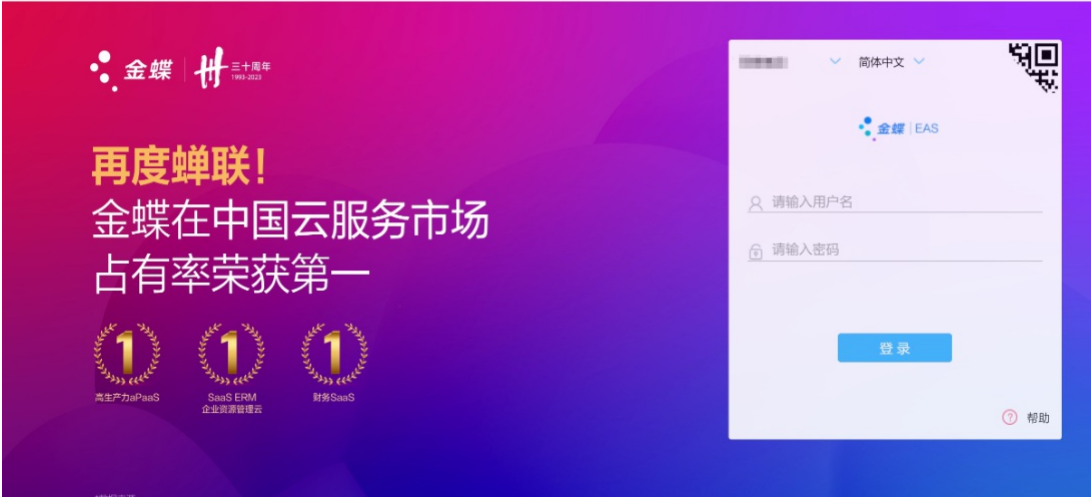 金蝶
卅 三十周年
1993-2023
再度蝉联！
金蝶在中国云服务市场
占有率荣获第一
1 1 1
高生产力aPaaS
SaaS ERM
企业资源管理云
财务SaaS
简体中文
金蝶 | EAS
请输入用户名
请输入密码
登录
? 帮助